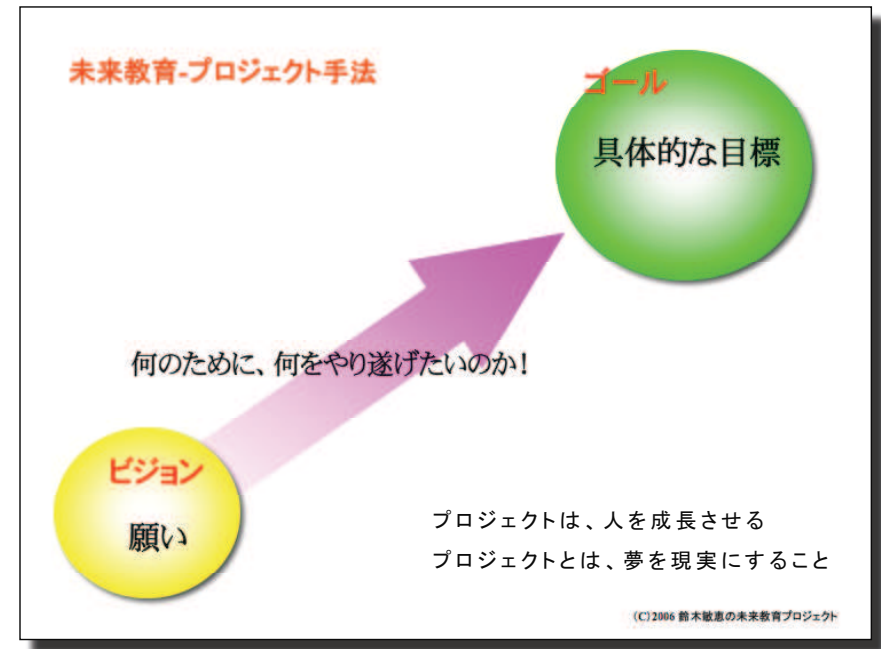 未来教育-プロジェクト手法
ゴール
具体的な目標
何のために、何をやり遂げたいのか!
ビジョン
願い
プロジェクトは、人を成長させる
プロジェクトとは、夢を現実にすること
(C)2006 鈴木敏恵の未来教育プロジェクト